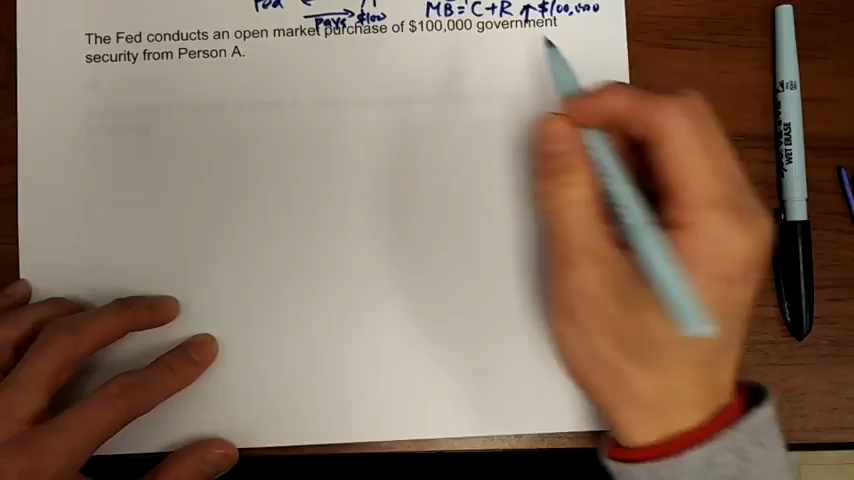 Fed
pays $100
MB = C + R ↑ $100,000
The Fed conducts an open market purchase of $100,000 government
security from Person A.
WET ERASE